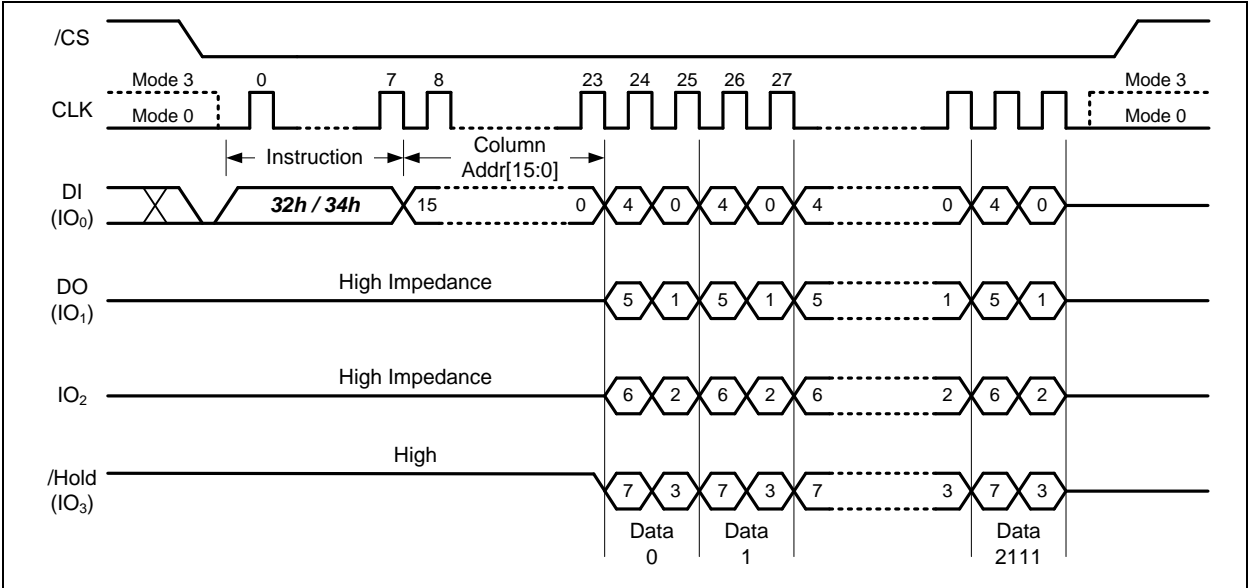 /CS
Mode 3 0 7 8 23 24 25 26 27 Mode 3
CLK
Mode 0 Mode 0
Instruction Column
Addr[15:0]
DI
(IO0) 32h / 34h 15 0 4 0 4 0 4 0 4 0
High Impedance
DO
(IO1) 5 1 5 1 5 1 5 1
High Impedance
IO2 6 2 6 2 6 2 6 2
High
/Hold
(IO3) 7 3 7 3 7 3 7 3
Data Data Data
0 1 2111